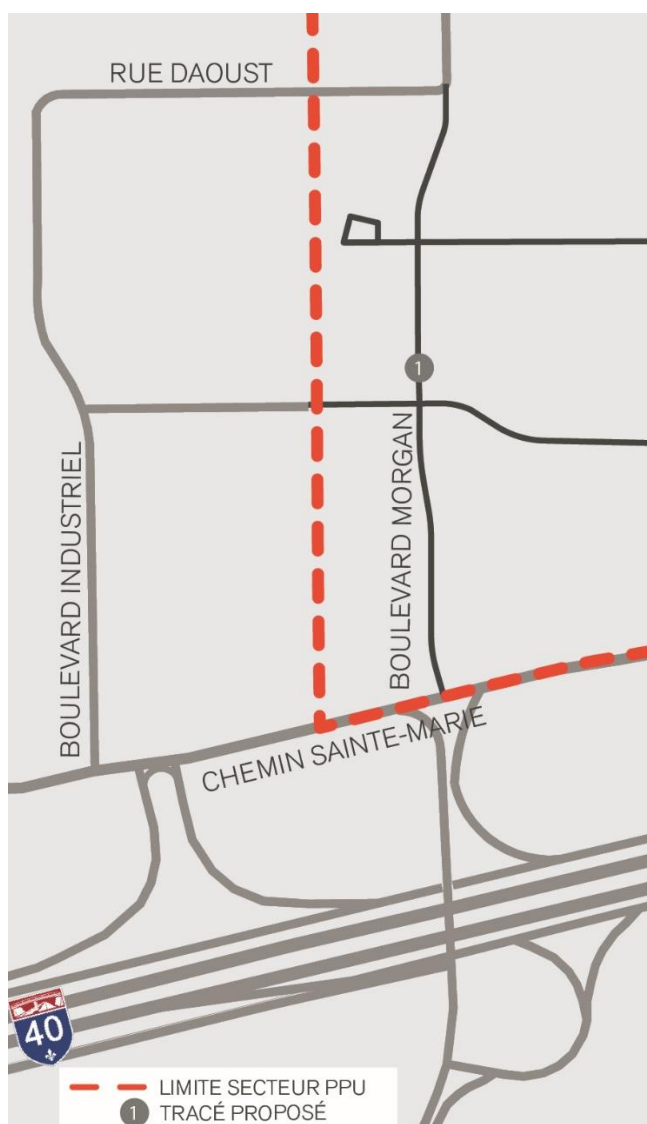 RUE DAOUST
1
BOULEVARD INDUSTRIEL
BOULEVARD MORGAN
CHEMIN SAINTE-MARIE
40
LIMITE SECTEUR PPU
1 TRACÉ PROPOSÉ